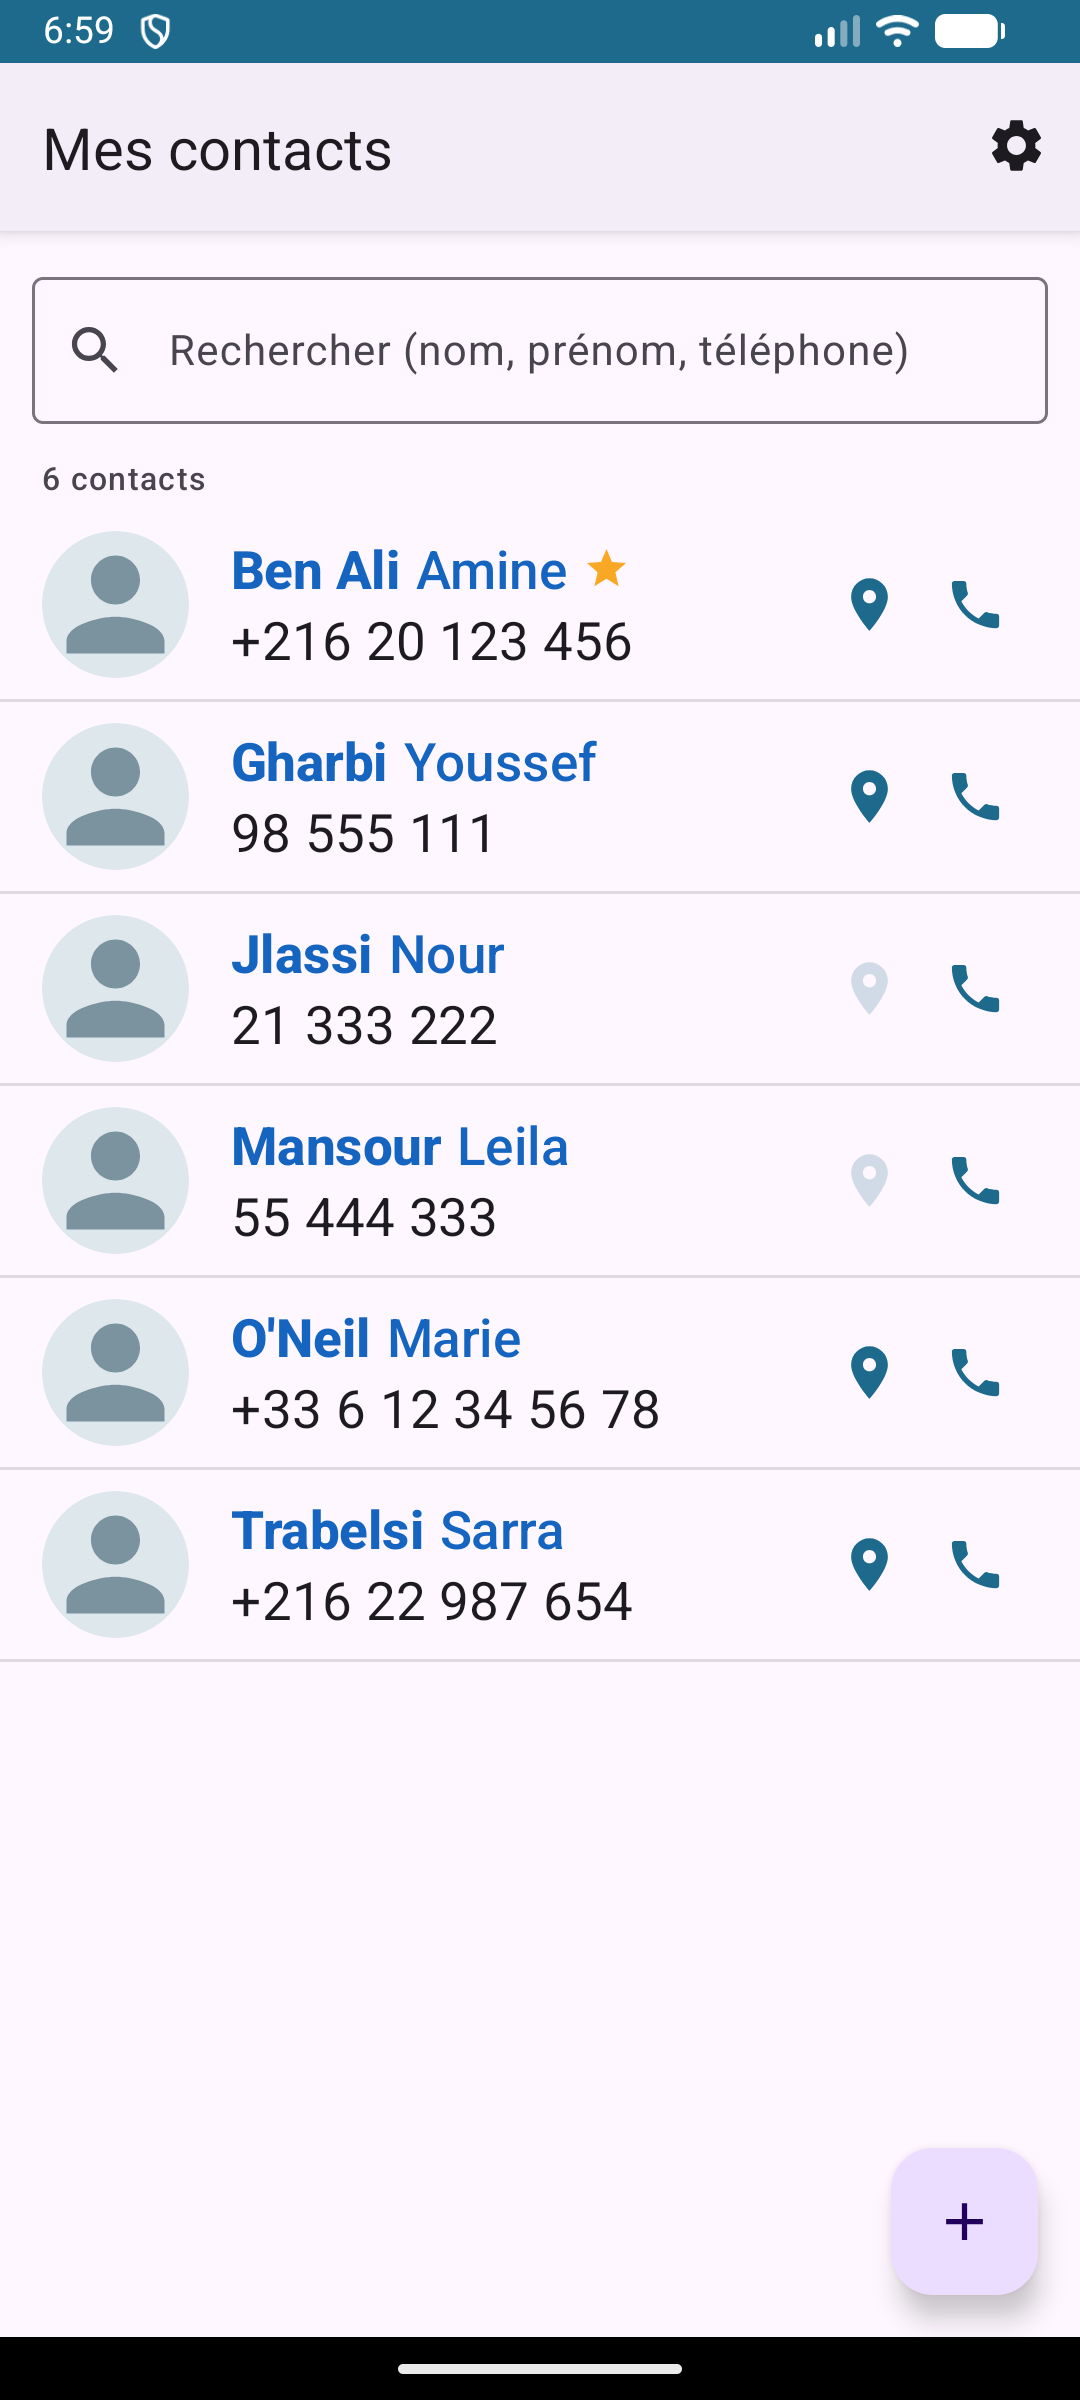 6:59
Mes contacts
Rechercher (nom, prénom, téléphone)
6 contacts
Ben Ali Amine
+216 20 123 456
Gharbi Youssef
98 555 111
Jlassi Nour
21 333 222
Mansour Leila
55 444 333
O'Neil Marie
+33 6 12 34 56 78
Trabelsi Sarra
+216 22 987 654